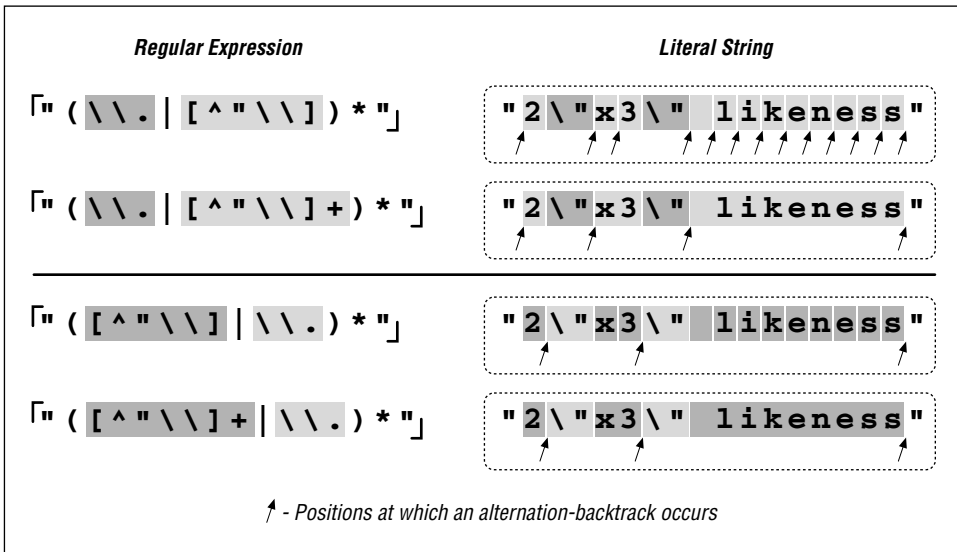 Regular Expression Literal String
⌈"(\\.|[^"\\])*"⌋ "2\"x3\" likeness"
⌈"(\\.|[^"\\]+)*"⌋ "2\"x3\" likeness"
⌈"([^"\\]|\\.)*"⌋ "2\"x3\" likeness"
⌈"([^"\\]+|\\.)*"⌋ "2\"x3\" likeness"
- Positions at which an alternation-backtrack occurs